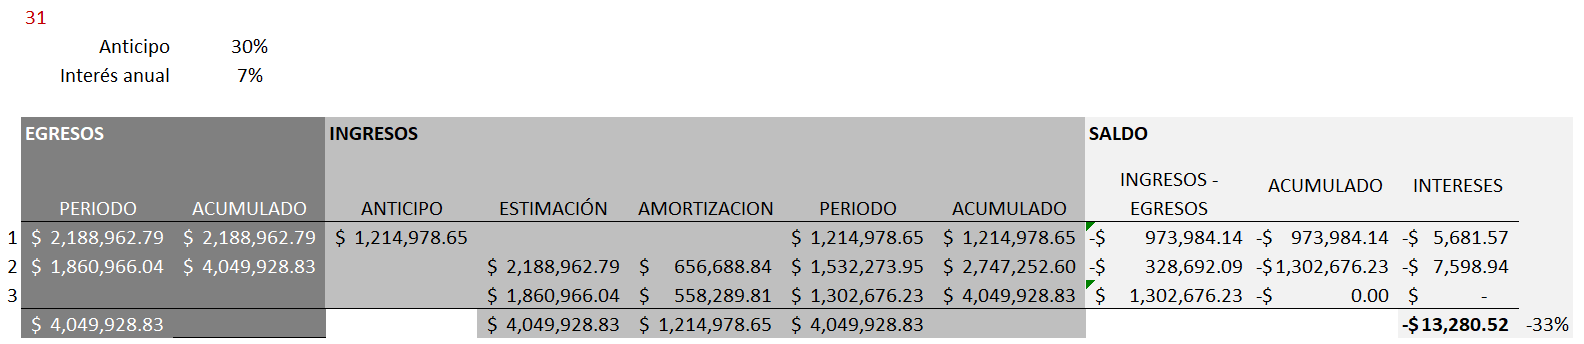 31
Anticipo 30%
Interés anual 7%
EGRESOS INGRESOS SALDO
PERIODO ACUMULADO ANTICIPO ESTIMACIÓN AMORTIZACION PERIODO ACUMULADO INGRESOS - EGRESOS ACUMULADO INTERESES
1 $ 2,188,962.79 $ 2,188,962.79 $ 1,214,978.65 $ 1,214,978.65 $ 1,214,978.65 -$ 973,984.14 -$ 973,984.14 -$ 5,681.57
2 $ 1,860,966.04 $ 4,049,928.83 $ 2,188,962.79 $ 656,688.84 $ 1,532,273.95 $ 2,747,252.60 -$ 328,692.09 -$1,302,676.23 -$ 7,598.94
3 $ 1,860,966.04 $ 558,289.81 $ 1,302,676.23 $ 4,049,928.83 $ 1,302,676.23 -$ 0.00 $ -
$ 4,049,928.83 $ 4,049,928.83 $ 1,214,978.65 $ 4,049,928.83 -$13,280.52 -33%